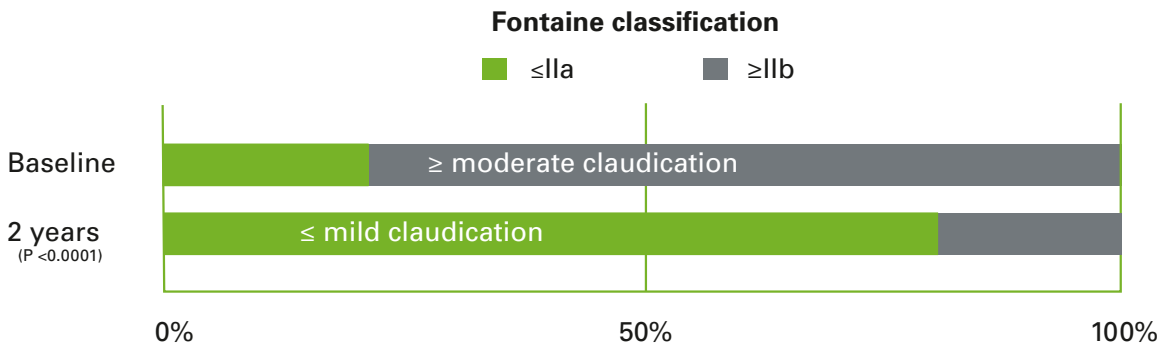 Fontaine classification
≤IIa ≥IIb
Baseline
≥ moderate claudication
2 years
(P <0.0001)
≤ mild claudication
0% 50% 100%